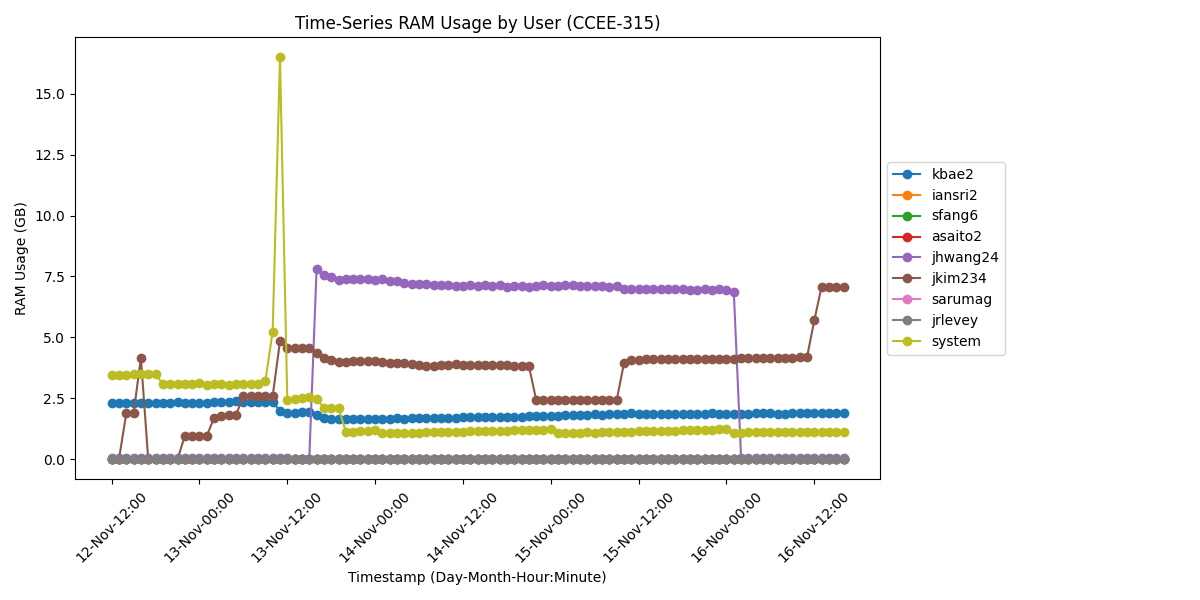 Time-Series RAM Usage by User (CCEE-315)
RAM Usage (GB)
15.0
12.5
10.0
7.5
5.0
2.5
0.0
12-Nov-12:00
13-Nov-00:00
13-Nov-12:00
14-Nov-00:00
14-Nov-12:00
15-Nov-00:00
15-Nov-12:00
16-Nov-00:00
16-Nov-12:00
Timestamp (Day-Month-Hour:Minute)
kbae2
iansri2
sfang6
asaito2
jhwang24
jkim234
sarumag
jrlevey
system